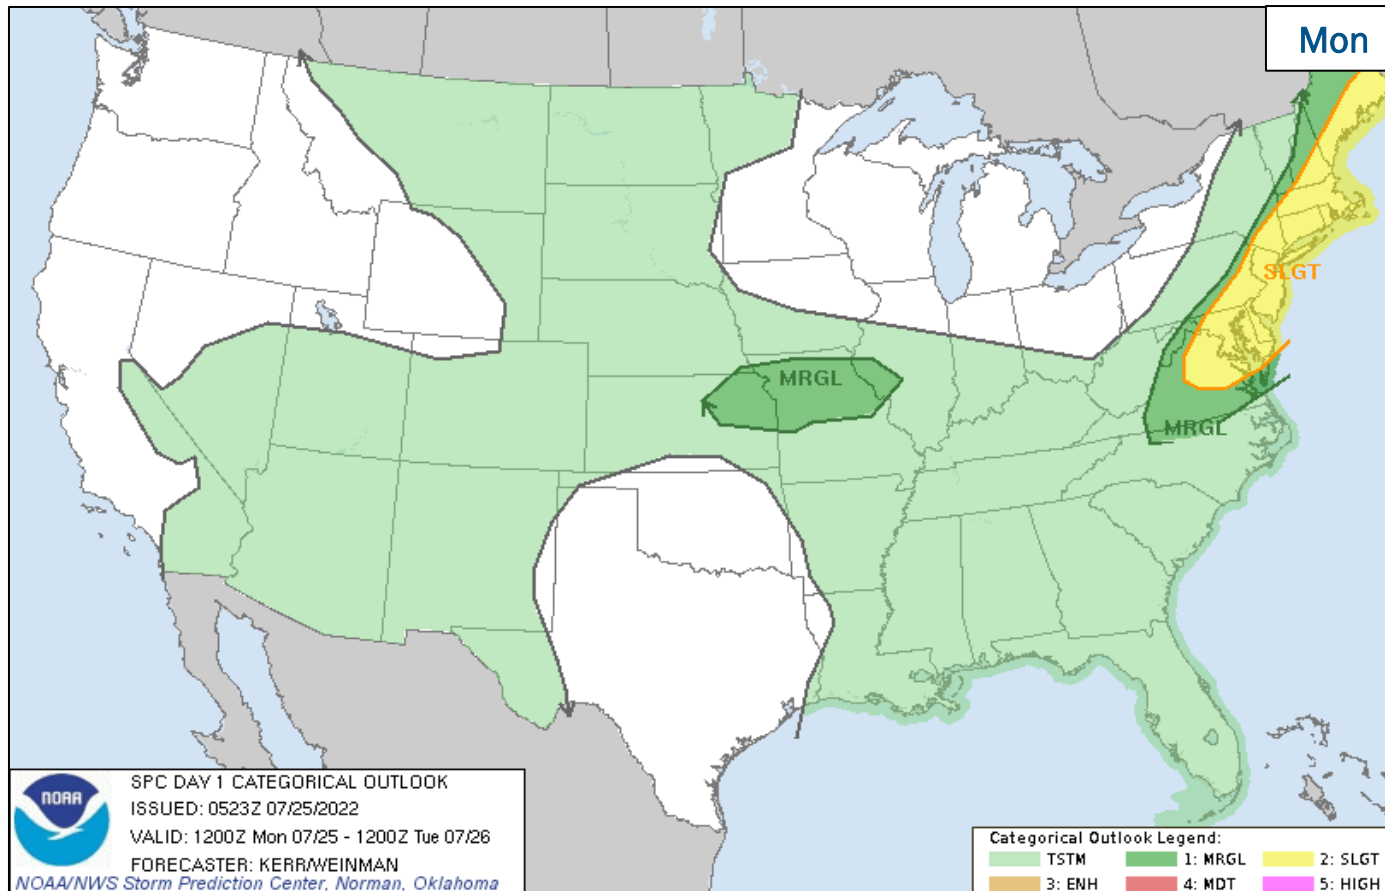 Mon
SLGT
MRGL
MRGL
NOAA
SPC DAY 1 CATEGORICAL OUTLOOK
ISSUED: 0523Z 07/25/2022
VALID: 1200Z Mon 07/25 - 1200Z Tue 07/26
FORECASTER: KERR/WEINMAN
NOAA/NWS Storm Prediction Center, Norman, Oklahoma
Categorical Outlook Legend:
TSTM 1: MRGL 2: SLGT
3: ENH 4: MDT 5: HIGH